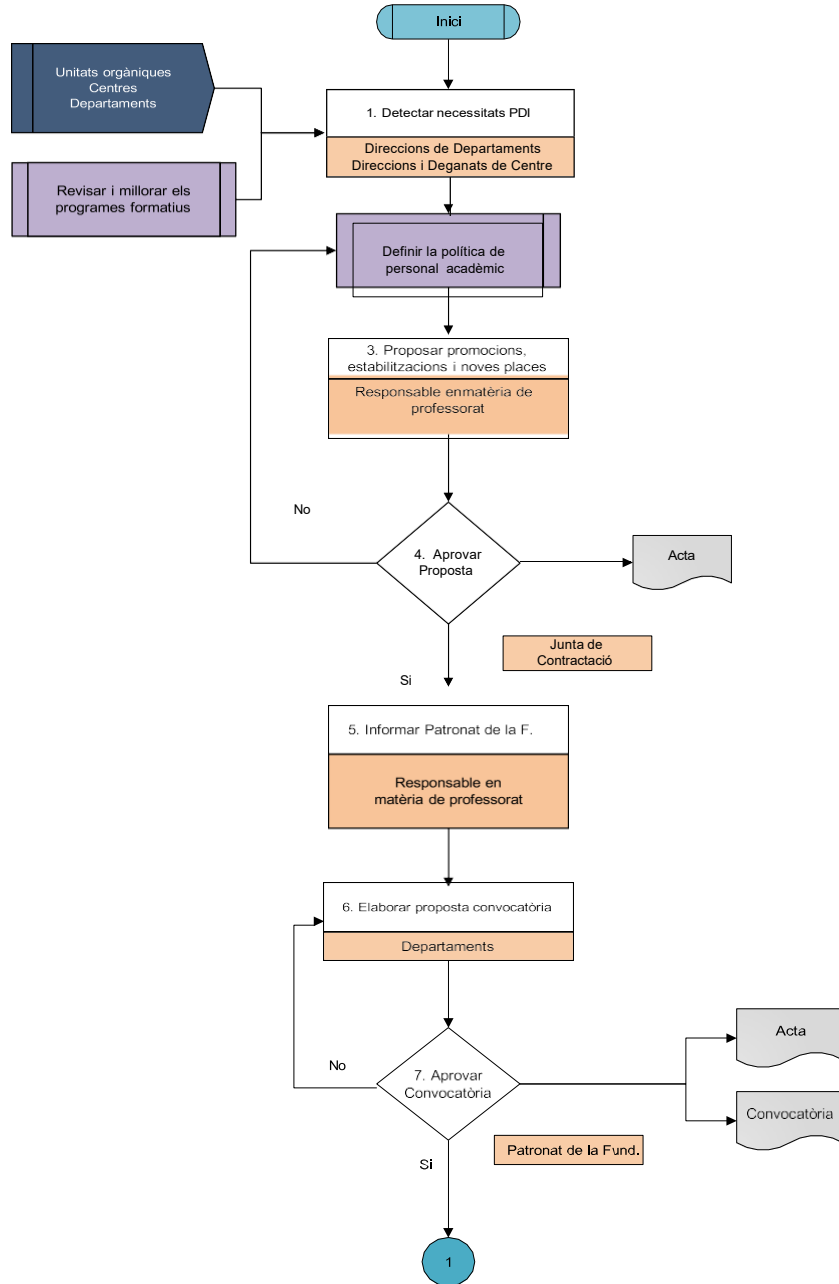 Inici
Unitats orgàniques
Centres
Departaments
1. Detectar necessitats PDI
Direccions de Departaments
Direccions i Deganats de Centre
Revisar i millorar els
programes formatius
Definir la política de
personal acadèmic
3. Proposar promocions,
estabilitzacions i noves places
Responsable enmatèria de
professorat
No
4. Aprovar
Proposta
Acta
Junta de
Contractació
Si
5. Informar Patronat de la F.
Responsable en
matèria de professorat
6. Elaborar proposta convocatòria
Departaments
No
7. Aprovar
Convocatòria
Acta
Convocatòria
Patronat de la Fund.
Si
1